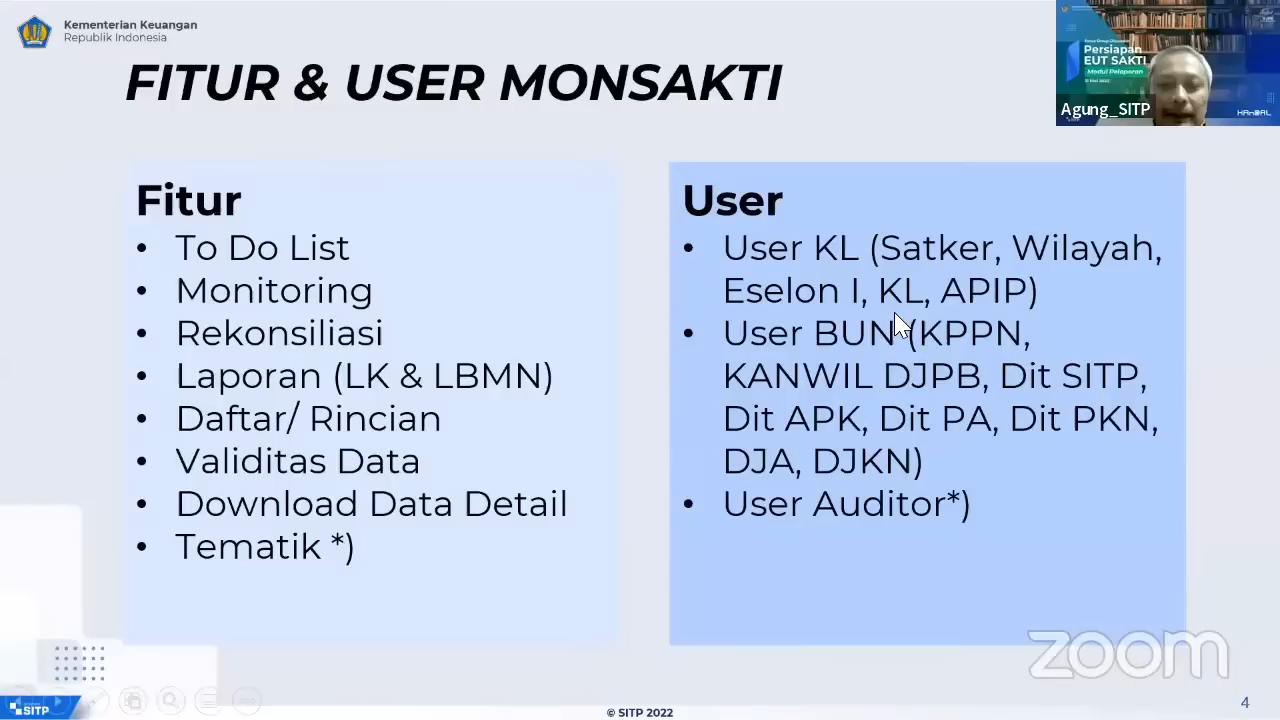 Kementerian Keuangan
Republik Indonesia
FITUR & USER MONSAKTI
Persiapan
EUT SAKTI
Modul Pelaporan
Agung_SITP
HAnDAL
Fitur
• To Do List
• Monitoring
• Rekonsiliasi
• Laporan (LK & LBMN)
• Daftar/ Rincian
• Validitas Data
• Download Data Detail
• Tematik *)
User
• User KL (Satker, Wilayah,
Eselon I, KL, APIP)
• User BUN (KPPN,
KANWIL DJPB, Dit SITP,
Dit APK, Dit PA, Dit PKN,
DJA, DJKN)
• User Auditor*)
zoom
SITP
© SITP 2022
4